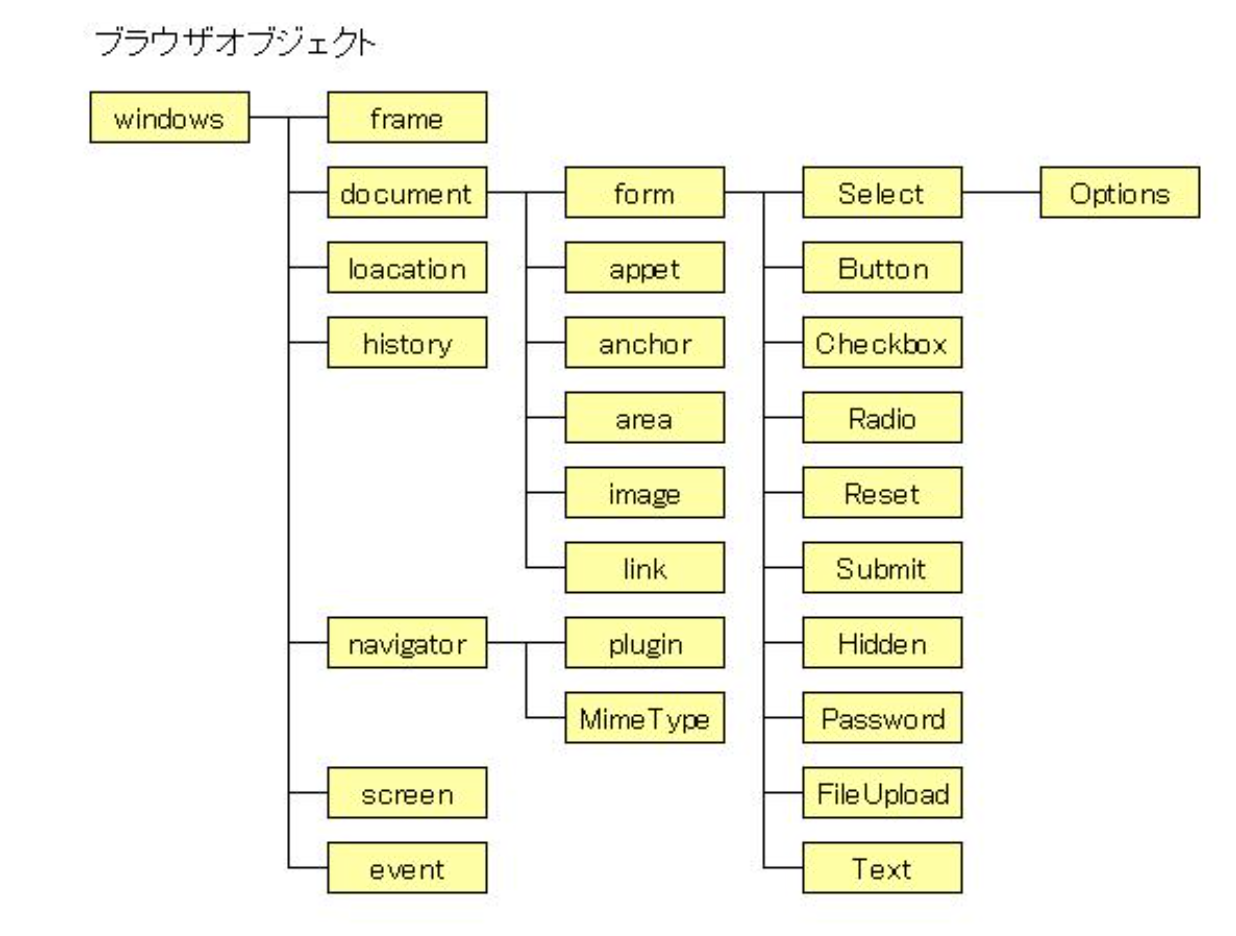 ブラウザオブジェクト
windows frame
document form Select Options
loacation appet Button
history anchor Checkbox
area Radio
image Reset
link Submit
navigator plugin Hidden
MimeType Password
screen FileUpload
event Text